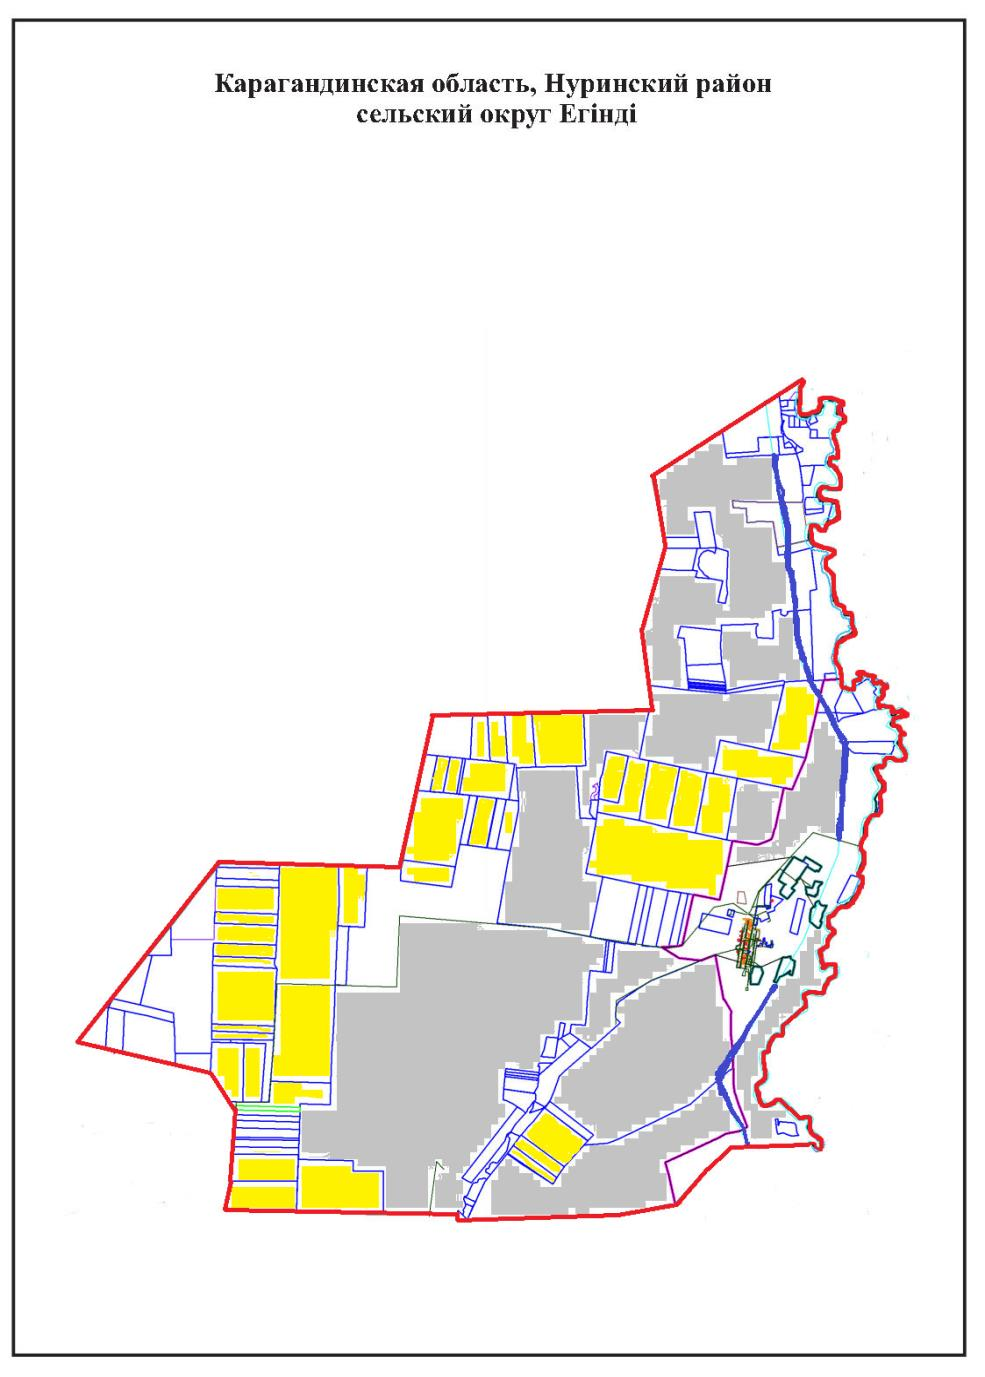 Карагандинская область, Нуринский район
сельский округ Егінді